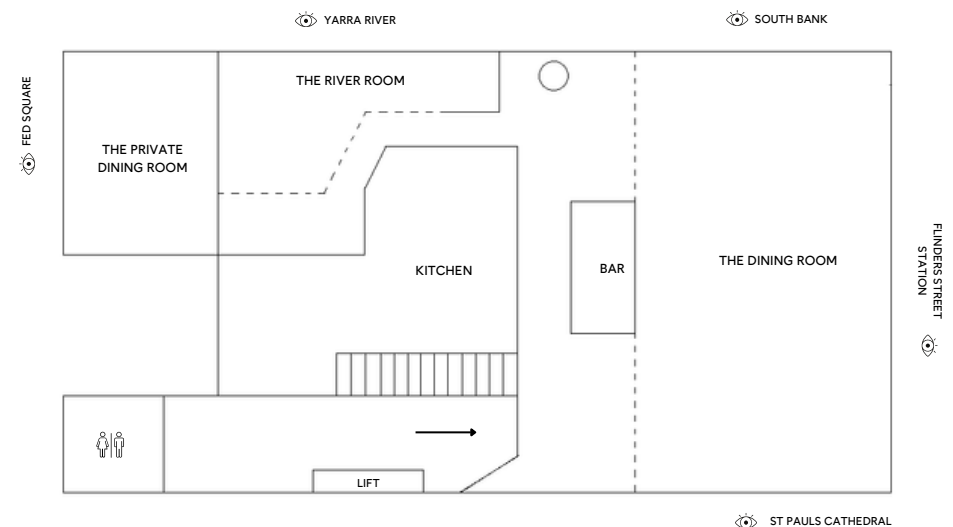 YARRA RIVER
SOUTH BANK
FED SQUARE
THE RIVER ROOM
THE PRIVATE
DINING ROOM
KITCHEN
BAR
THE DINING ROOM
FLINDERS STREET
STATION
LIFT
ST PAULS CATHEDRAL